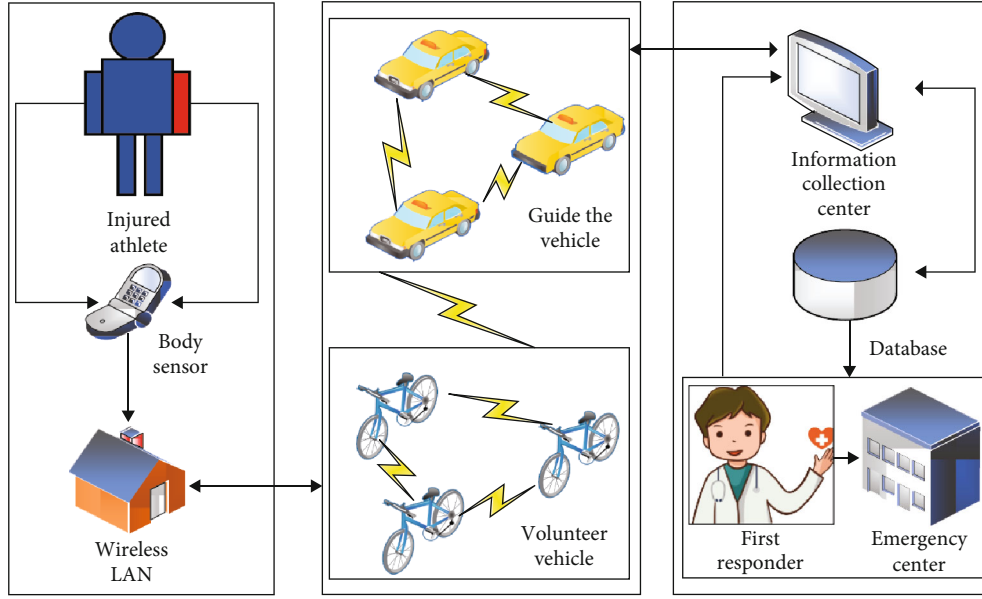 Injured
athlete
Body
sensor
Wireless
LAN
Guide the
vehicle
Volunteer
vehicle
Information
collection
center
Database
First
responder
Emergency
center